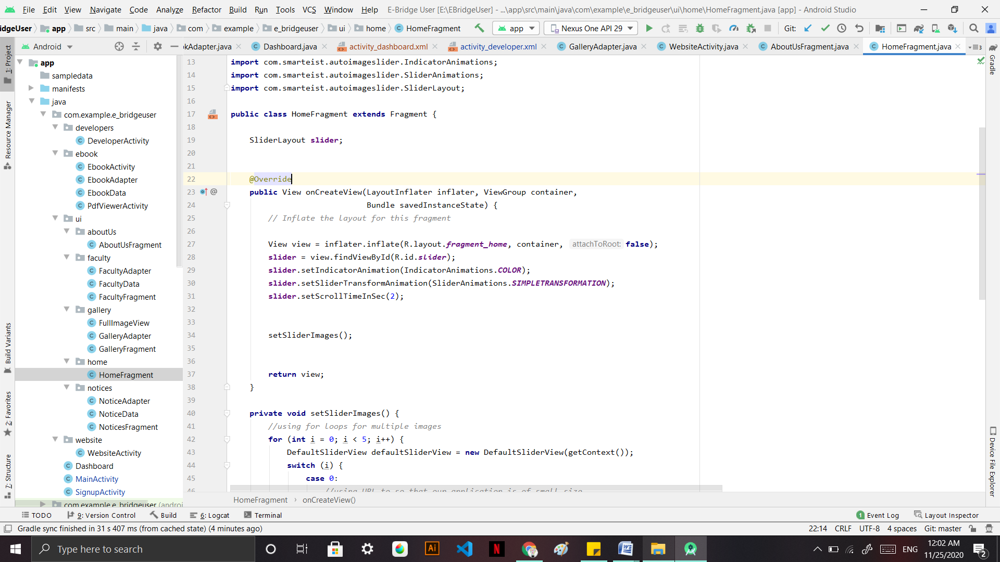 File Edit View Navigate Code Analyze Refactor Build Run Tools VCS Window Help E-Bridge User [E:\EBridgeUser] - ...\app\src\main\java\com\example\e_bridgeuser\ui\home\HomeFragment.java [app] - Android Studio
idgeUser app src main java com example e_bridgeuser ui home HomeFragment app Nexus One API 29 Git:
Android
kAdapter.java Dashboard.java activity_dashboard.xml activity_developer.xml GalleryAdapter.java WebsiteActivity.java AboutUsFragment.java HomeFragment.java 3
1: Project
Resource Manager
Build Variants
2: Favorites
7: Structure
app
sampledata
manifests
java
com.example.e_bridgeuser
developers
DeveloperActivity
ebook
EbookActivity
EbookAdapter
EbookData
PdfViewerActivity
ui
aboutUs
AboutUsFragment
faculty
FacultyAdapter
FacultyData
FacultyFragment
gallery
FullImageView
GalleryAdapter
GalleryFragment
home
HomeFragment
notices
NoticeAdapter
NoticeData
NoticesFragment
website
WebsiteActivity
Dashboard
MainActivity
SignupActivity
com.example.e_bridgeuser (androi
13 import com.smarteist.autoimageslider.IndicatorAnimations;
14 import com.smarteist.autoimageslider.SliderAnimations;
15 import com.smarteist.autoimageslider.SliderLayout;
16
17 public class HomeFragment extends Fragment {
18
19 SliderLayout slider;
20
21
22 @Override
23 @ public View onCreateView(LayoutInflater inflater, ViewGroup container,
24 Bundle savedInstanceState) {
25 // Inflate the layout for this fragment
26
27 View view = inflater.inflate(R.layout.fragment_home, container, attachToRoot: false);
28 slider = view.findViewById(R.id.slider);
29 slider.setIndicatorAnimation(IndicatorAnimations.COLOR);
30 slider.setSliderTransformAnimation(SliderAnimations.SIMPLETRANSFORMATION);
31 slider.setScrollTimeInSec(2);
32
33
34 setSliderImages();
35
36
37 return view;
38 }
39
40 private void setSliderImages() {
41 //using for loops for multiple images
42 for (int i = 0; i < 5; i++) {
43 DefaultSliderView defaultSliderView = new DefaultSliderView(getContext());
44 switch (i) {
45 case 0:
46 //using URL to so that our application is of small size
Gradle
Device File Explorer
HomeFragment › onCreateView()
TODO 9: Version Control Build 6: Logcat Terminal 1 Event Log Layout Inspector
Gradle sync finished in 31 s 407 ms (from cached state) (4 minutes ago) 22:14 CRLF UTF-8 4 spaces Git: master
Type here to search Ai N W ENG 12:02 AM
11/25/2020 2